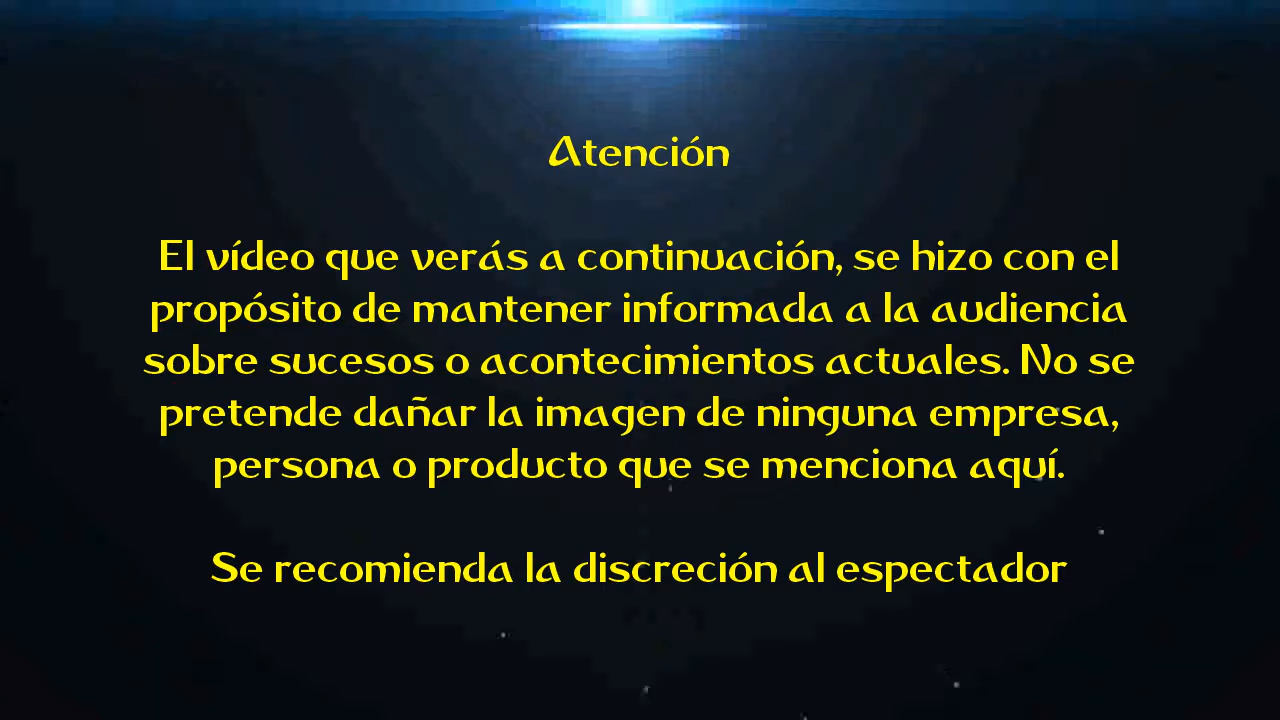 Atención
El vídeo que verás a continuación, se hizo con el
propósito de mantener informada a la audiencia
sobre sucesos o acontecimientos actuales. No se
pretende dañar la imagen de ninguna empresa,
persona o producto que se menciona aquí.
Se recomienda la discreción al espectador